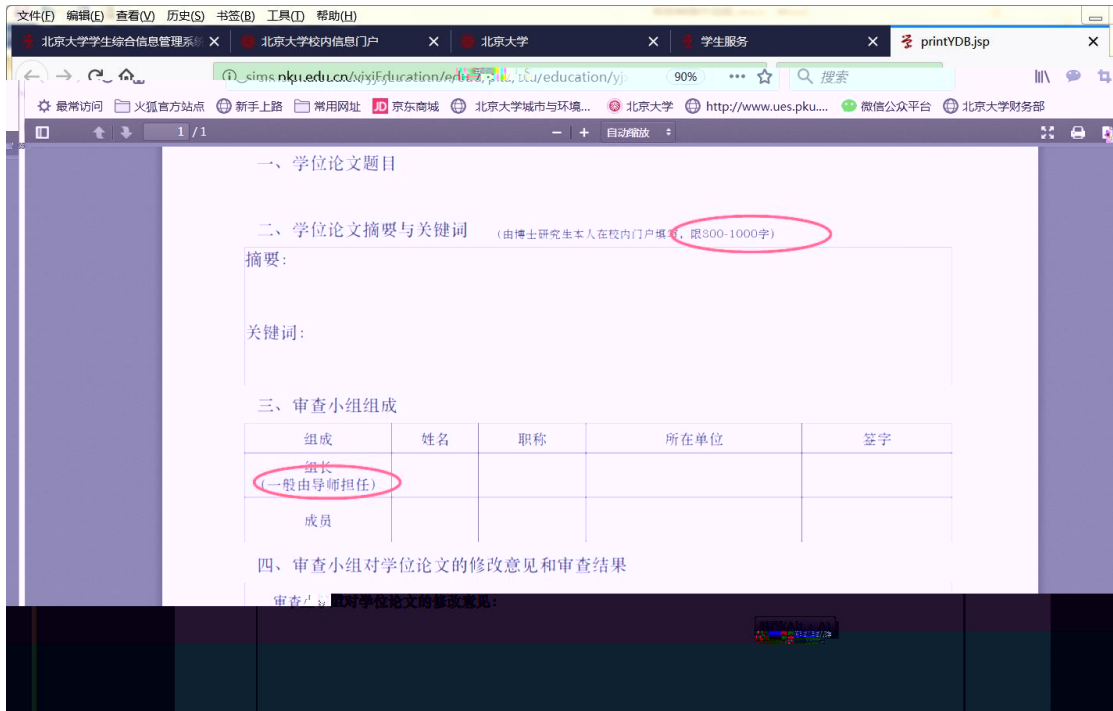 文件(F) 编辑(E) 查看(V) 历史(S) 书签(B) 工具(T) 帮助(H)
北京大学学生综合信息管理系统 北京大学校内信息门户 北京大学 学生服务 printYDB.jsp
sims.pku.edu.cn/ 90% 搜索
最常访问 火狐官方站点 新手上路 常用网址 JD 京东商城 北京大学城市与环境... 北京大学 http://www.ues.pku.... 微信公众平台 北京大学财务部
1 / 1 自动缩放
一、学位论文题目
二、学位论文摘要与关键词 (由博士研究生本人在校内门户填写，限800-1000字)
摘要:
关键词:
三、审查小组组成
组成 姓名 职称 所在单位 签字
组长
(一般由导师担任)
成员
四、审查小组对学位论文的修改意见和审查结果
审查小组对学位论文的修改意见: